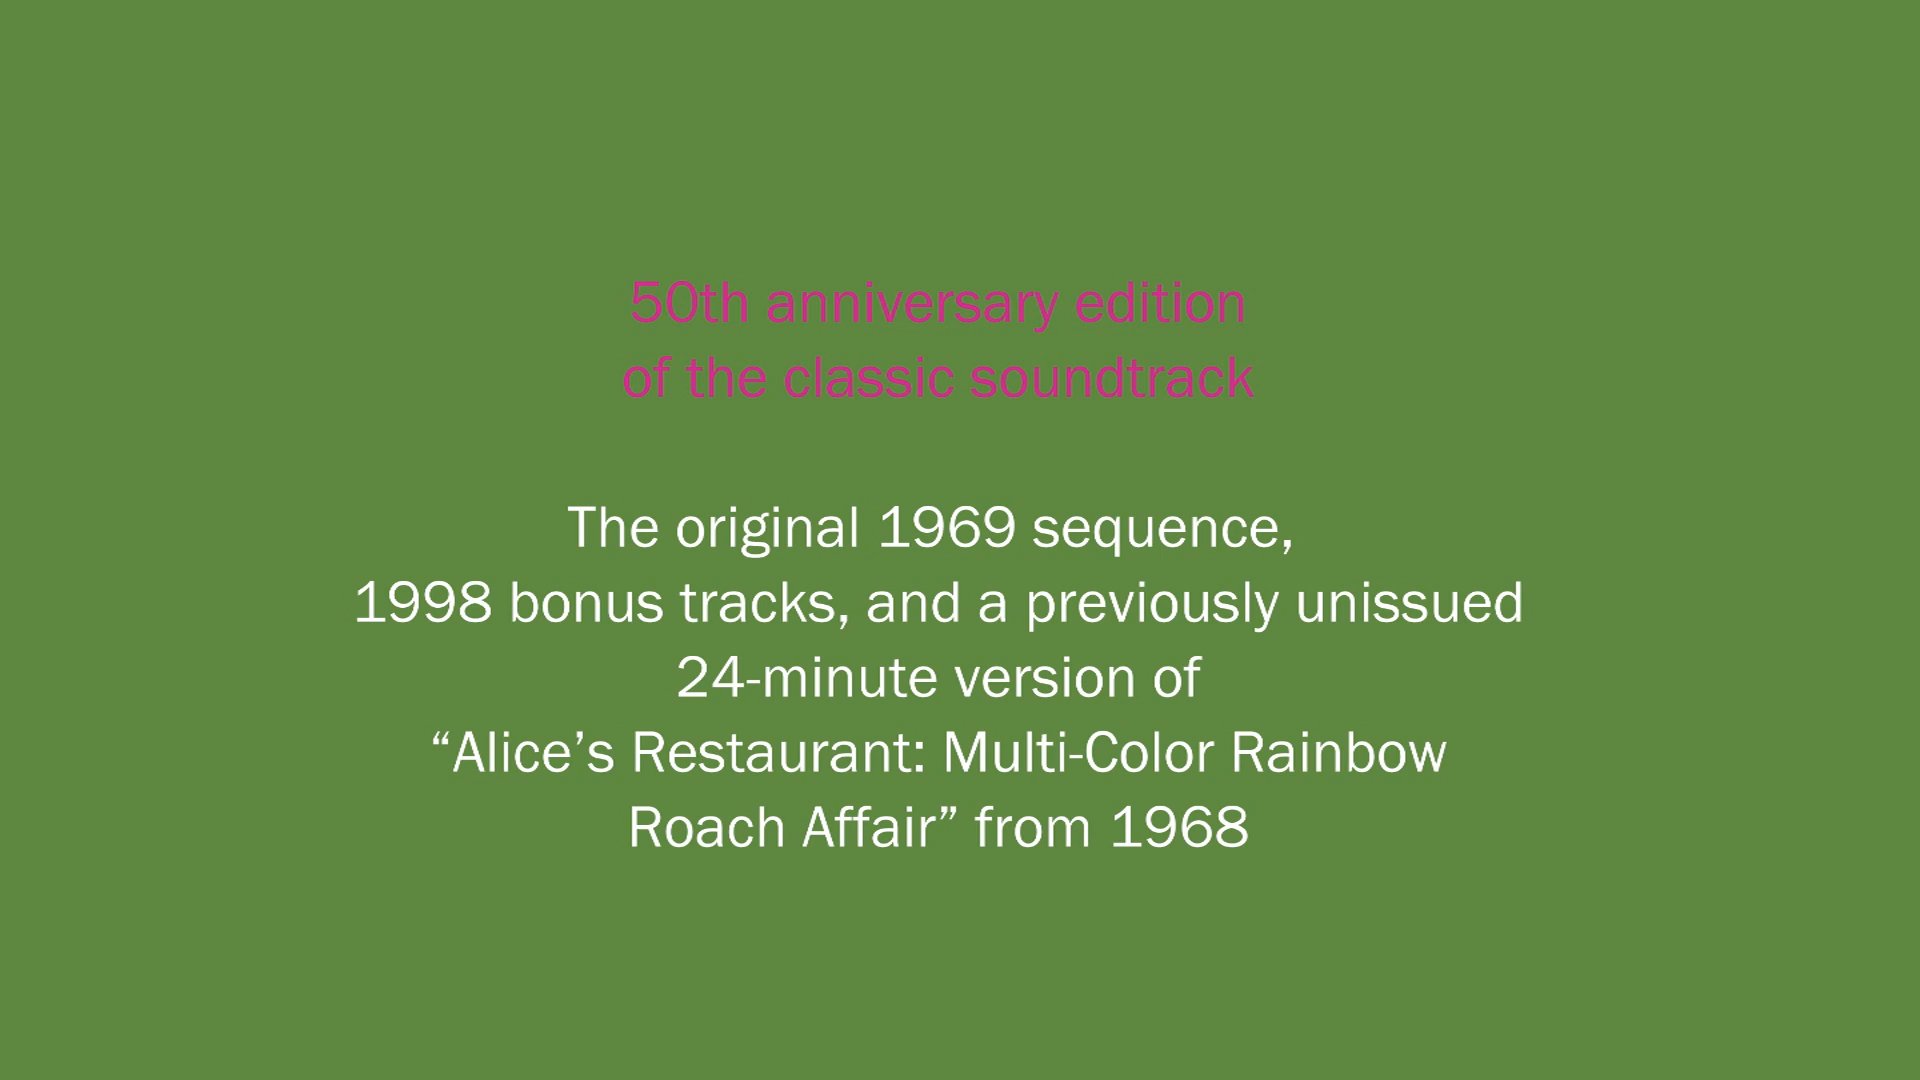 50th anniversary edition
of the classic soundtrack
The original 1969 sequence,
1998 bonus tracks, and a previously unissued
24-minute version of
“Alice’s Restaurant: Multi-Color Rainbow
Roach Affair” from 1968